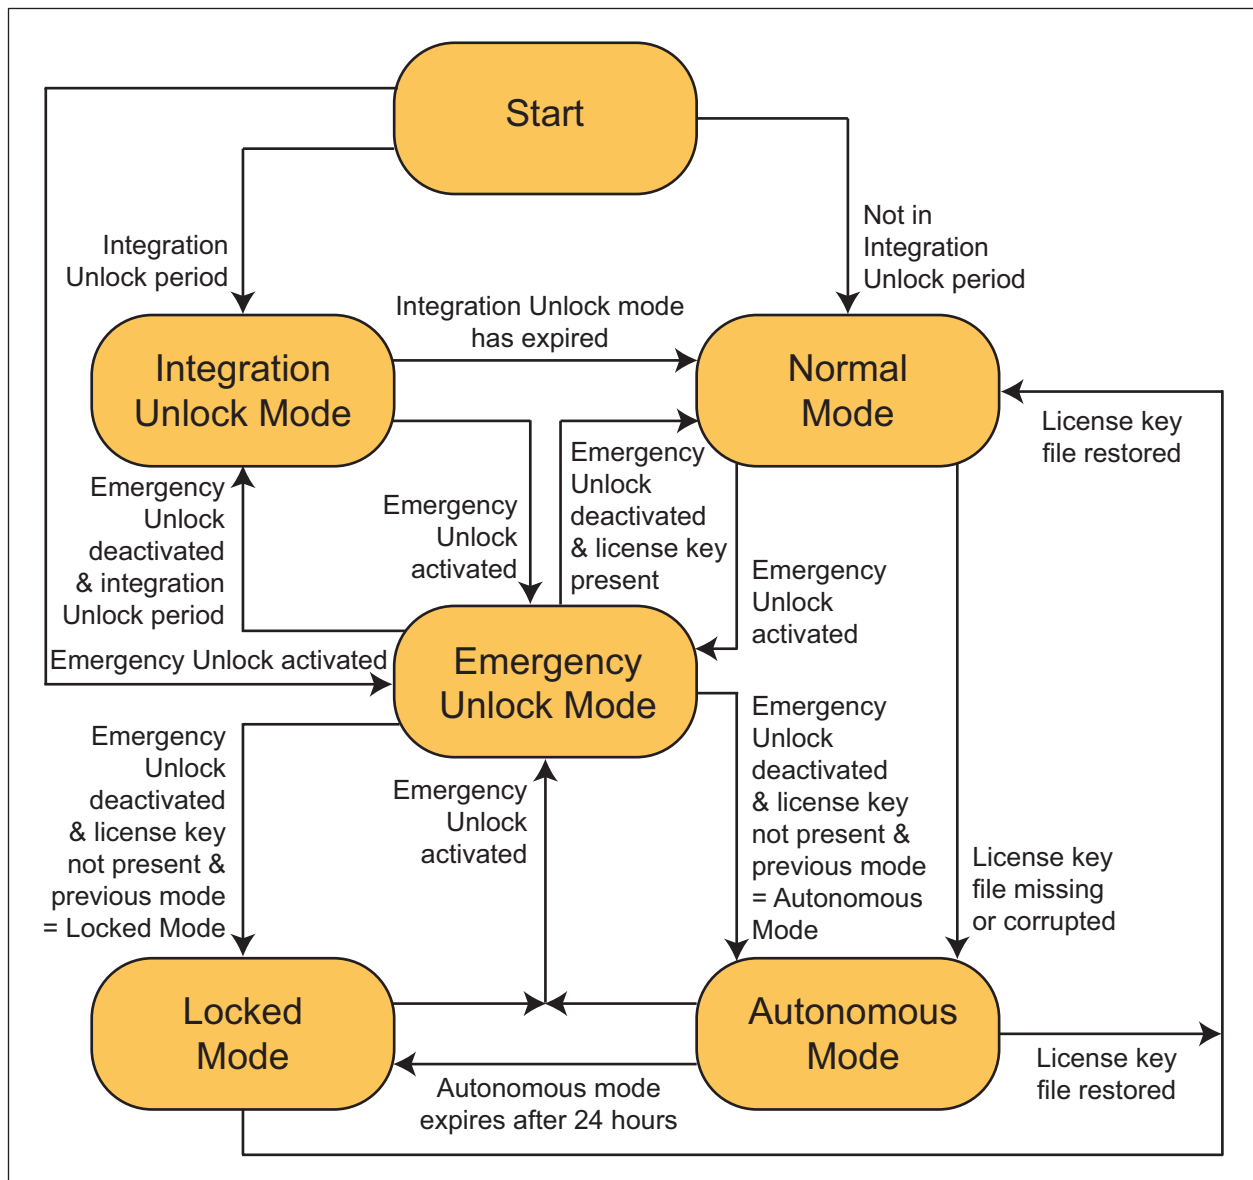 Start
Integration
Unlock period
Not in
Integration
Unlock period
Integration Unlock mode
has expired
Integration
Unlock Mode
Normal
Mode
License key
file restored
Emergency
Unlock
deactivated
& integration
Unlock period
Emergency
Unlock
activated
Emergency
Unlock
deactivated
& license key
present
Emergency
Unlock
activated
Emergency Unlock activated
Emergency
Unlock Mode
Emergency
Unlock
deactivated
& license key
not present &
previous mode
= Locked Mode
Emergency
Unlock
activated
Emergency
Unlock
deactivated
& license key
not present &
previous mode
= Autonomous
Mode
License key
file missing
or corrupted
Locked
Mode
Autonomous
Mode
Autonomous mode
expires after 24 hours
License key
file restored